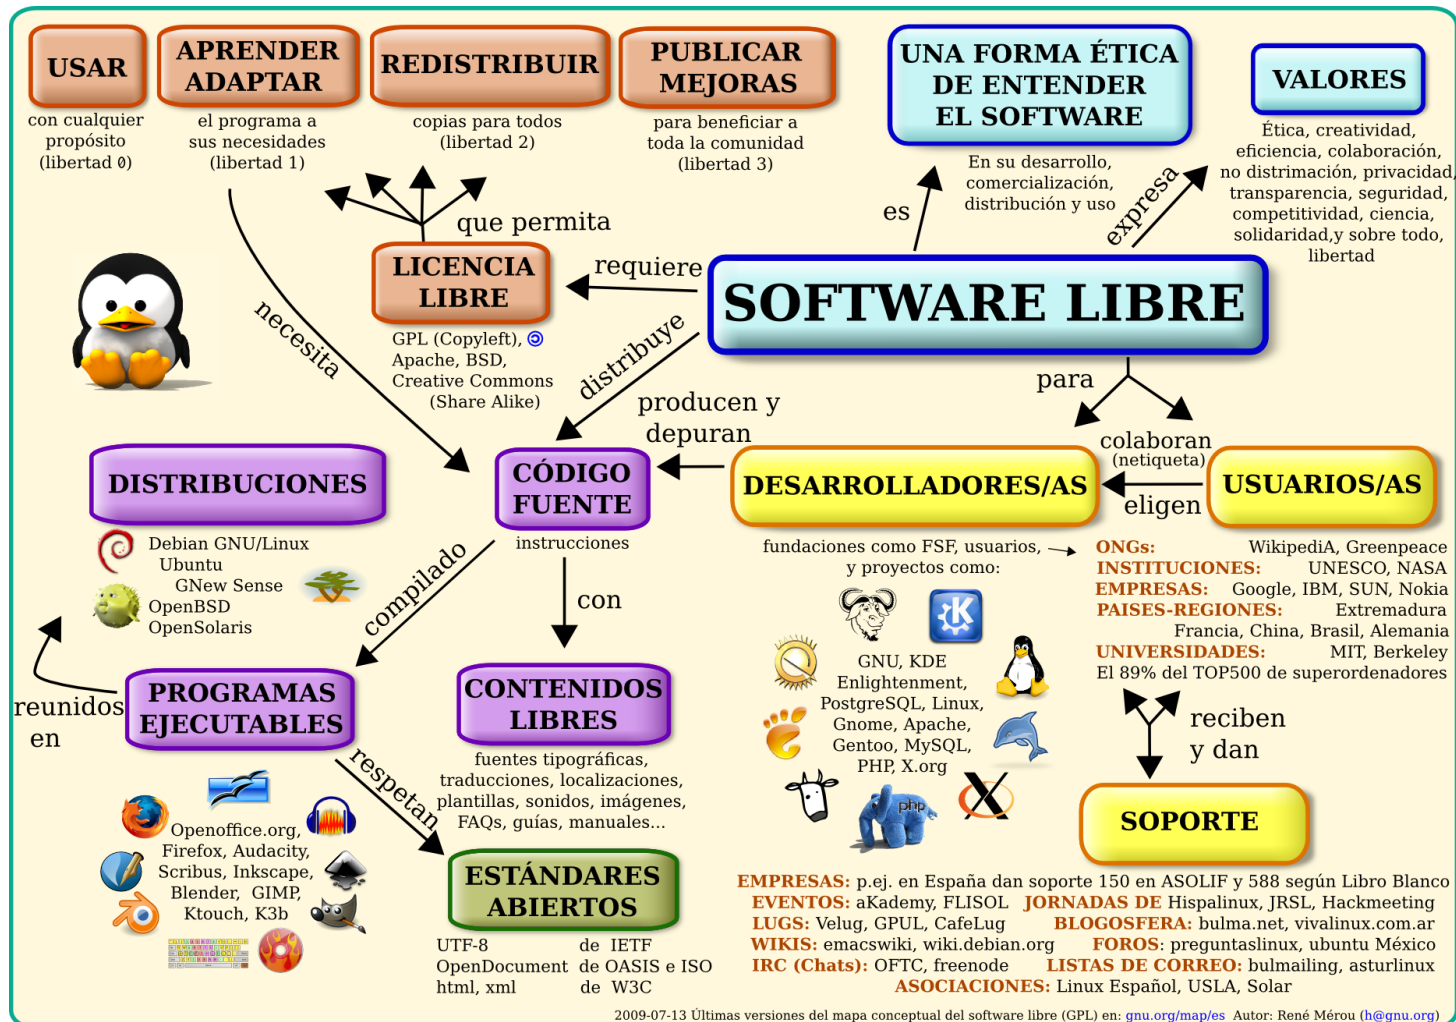 USAR
con cualquier
propósito
(libertad 0)
APRENDER
ADAPTAR
el programa a
sus necesidades
(libertad 1)
REDISTRIBUIR
copias para todos
(libertad 2)
PUBLICAR
MEJORAS
para beneficiar a
toda la comunidad
(libertad 3)
UNA FORMA ÉTICA
DE ENTENDER
EL SOFTWARE
En su desarrollo,
comercialización,
distribución y uso
VALORES
Ética, creatividad,
eficiencia, colaboración,
no distrimación, privacidad,
transparencia, seguridad,
competitividad, ciencia,
solidaridad,y sobre todo,
libertad
es
expresa
que permita
LICENCIA
LIBRE
GPL (Copyleft),
Apache, BSD,
Creative Commons
(Share Alike)
requiere
SOFTWARE LIBRE
necesita
distribuye
para
producen y
depuran
DISTRIBUCIONES
Debian GNU/Linux
Ubuntu
GNew Sense
OpenBSD
OpenSolaris
CÓDIGO
FUENTE
instrucciones
DESARROLLADORES/AS
fundaciones como FSF, usuarios,
y proyectos como:
GNU, KDE
Enlightenment,
PostgreSQL, Linux,
Gnome, Apache,
Gentoo, MySQL,
PHP, X.org
php
colaboran
(netiqueta)
eligen
USUARIOS/AS
ONGs: WikipediA, Greenpeace
INSTITUCIONES: UNESCO, NASA
EMPRESAS: Google, IBM, SUN, Nokia
PAISES-REGIONES: Extremadura
Francia, China, Brasil, Alemania
UNIVERSIDADES: MIT, Berkeley
El 89% del TOP500 de superordenadores
compilado
con
reunidos
en
PROGRAMAS
EJECUTABLES
Openoffice.org,
Firefox, Audacity,
Scribus, Inkscape,
Blender, GIMP,
Ktouch, K3b
CONTENIDOS
LIBRES
fuentes tipográficas,
traducciones, localizaciones,
plantillas, sonidos, imágenes,
FAQs, guías, manuales...
respetan
ESTÁNDARES
ABIERTOS
UTF-8 de IETF
OpenDocument de OASIS e ISO
html, xml de W3C
reciben
y dan
SOPORTE
EMPRESAS: p.ej. en España dan soporte 150 en ASOLIF y 588 según Libro Blanco
EVENTOS: aKademy, FLISOL JORNADAS DE Hispalinux, JRSL, Hackmeeting
LUGS: Velug, GPUL, CafeLug BLOGOSFERA: bulma.net, vivalinux.com.ar
WIKIS: emacswiki, wiki.debian.org FOROS: preguntaslinux, ubuntu México
IRC (Chats): OFTC, freenode LISTAS DE CORREO: bulmailing, asturlinux
ASOCIACIONES: Linux Español, USLA, Solar
2009-07-13 Últimas versiones del mapa conceptual del software libre (GPL) en: gnu.org/map/es Autor: René Mérou (h@gnu.org)